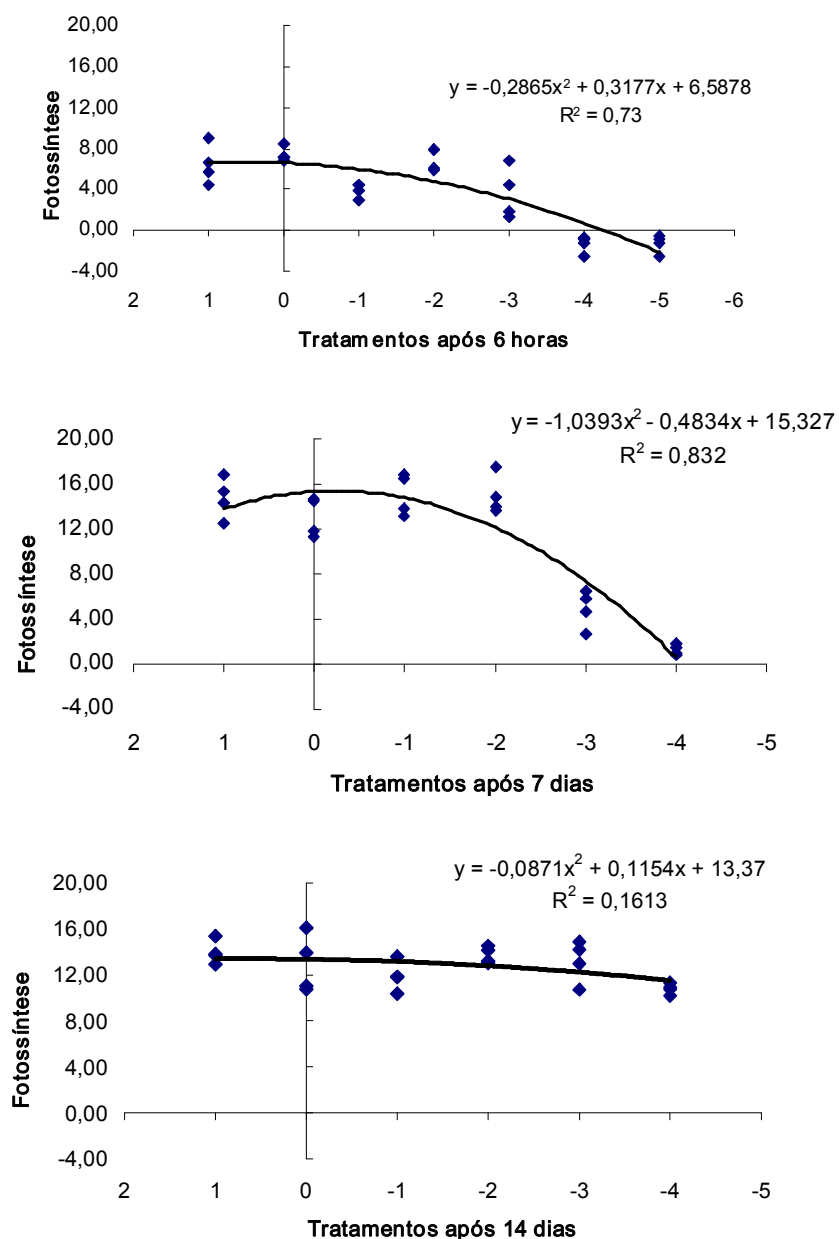 20,00
16,00
12,00
8,00
4,00
0,00
-4,00
Fotossíntese
y = -0,2865x² + 0,3177x + 6,5878
R² = 0,73
2 1 0 -1 -2 -3 -4 -5 -6
Tratamentos após 6 horas
20,00
16,00
12,00
8,00
4,00
0,00
-4,00
Fotossíntese
y = -1,0393x² - 0,4834x + 15,327
R² = 0,832
2 1 0 -1 -2 -3 -4 -5
Tratamentos após 7 dias
20,00
16,00
12,00
8,00
4,00
0,00
-4,00
Fotossíntese
y = -0,0871x² + 0,1154x + 13,37
R² = 0,1613
2 1 0 -1 -2 -3 -4 -5
Tratamentos após 14 dias